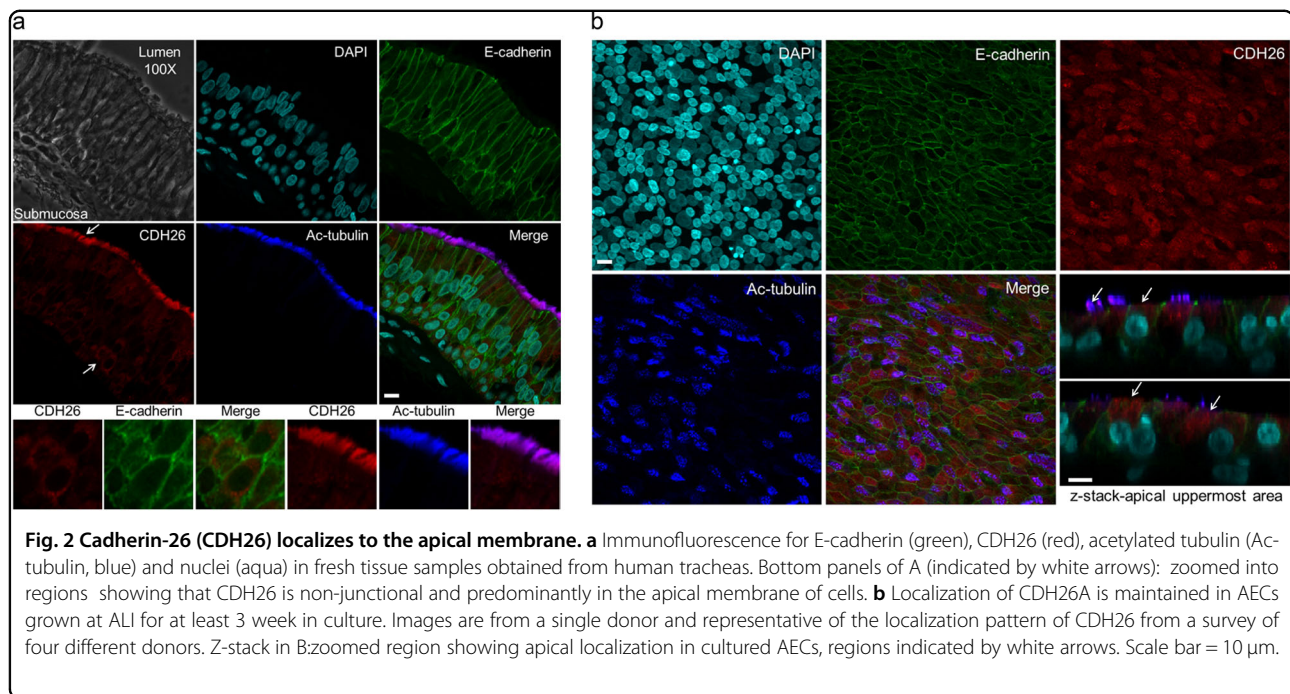 a
Lumen
100X
DAPI
E-cadherin
Submucosa
CDH26
Ac-tubulin
Merge
CDH26
E-cadherin
Merge
CDH26
Ac-tubulin
Merge
b
DAPI
E-cadherin
CDH26
Ac-tubulin
Merge
z-stack-apical uppermost area
Fig. 2 Cadherin-26 (CDH26) localizes to the apical membrane. a Immunofluorescence for E-cadherin (green), CDH26 (red), acetylated tubulin (Ac-
tubulin, blue) and nuclei (aqua) in fresh tissue samples obtained from human tracheas. Bottom panels of A (indicated by white arrows): zoomed into
regions showing that CDH26 is non-junctional and predominantly in the apical membrane of cells. b Localization of CDH26A is maintained in AECs
grown at ALI for at least 3 week in culture. Images are from a single donor and representative of the localization pattern of CDH26 from a survey of
four different donors. Z-stack in B:zoomed region showing apical localization in cultured AECs, regions indicated by white arrows. Scale bar = 10 µm.